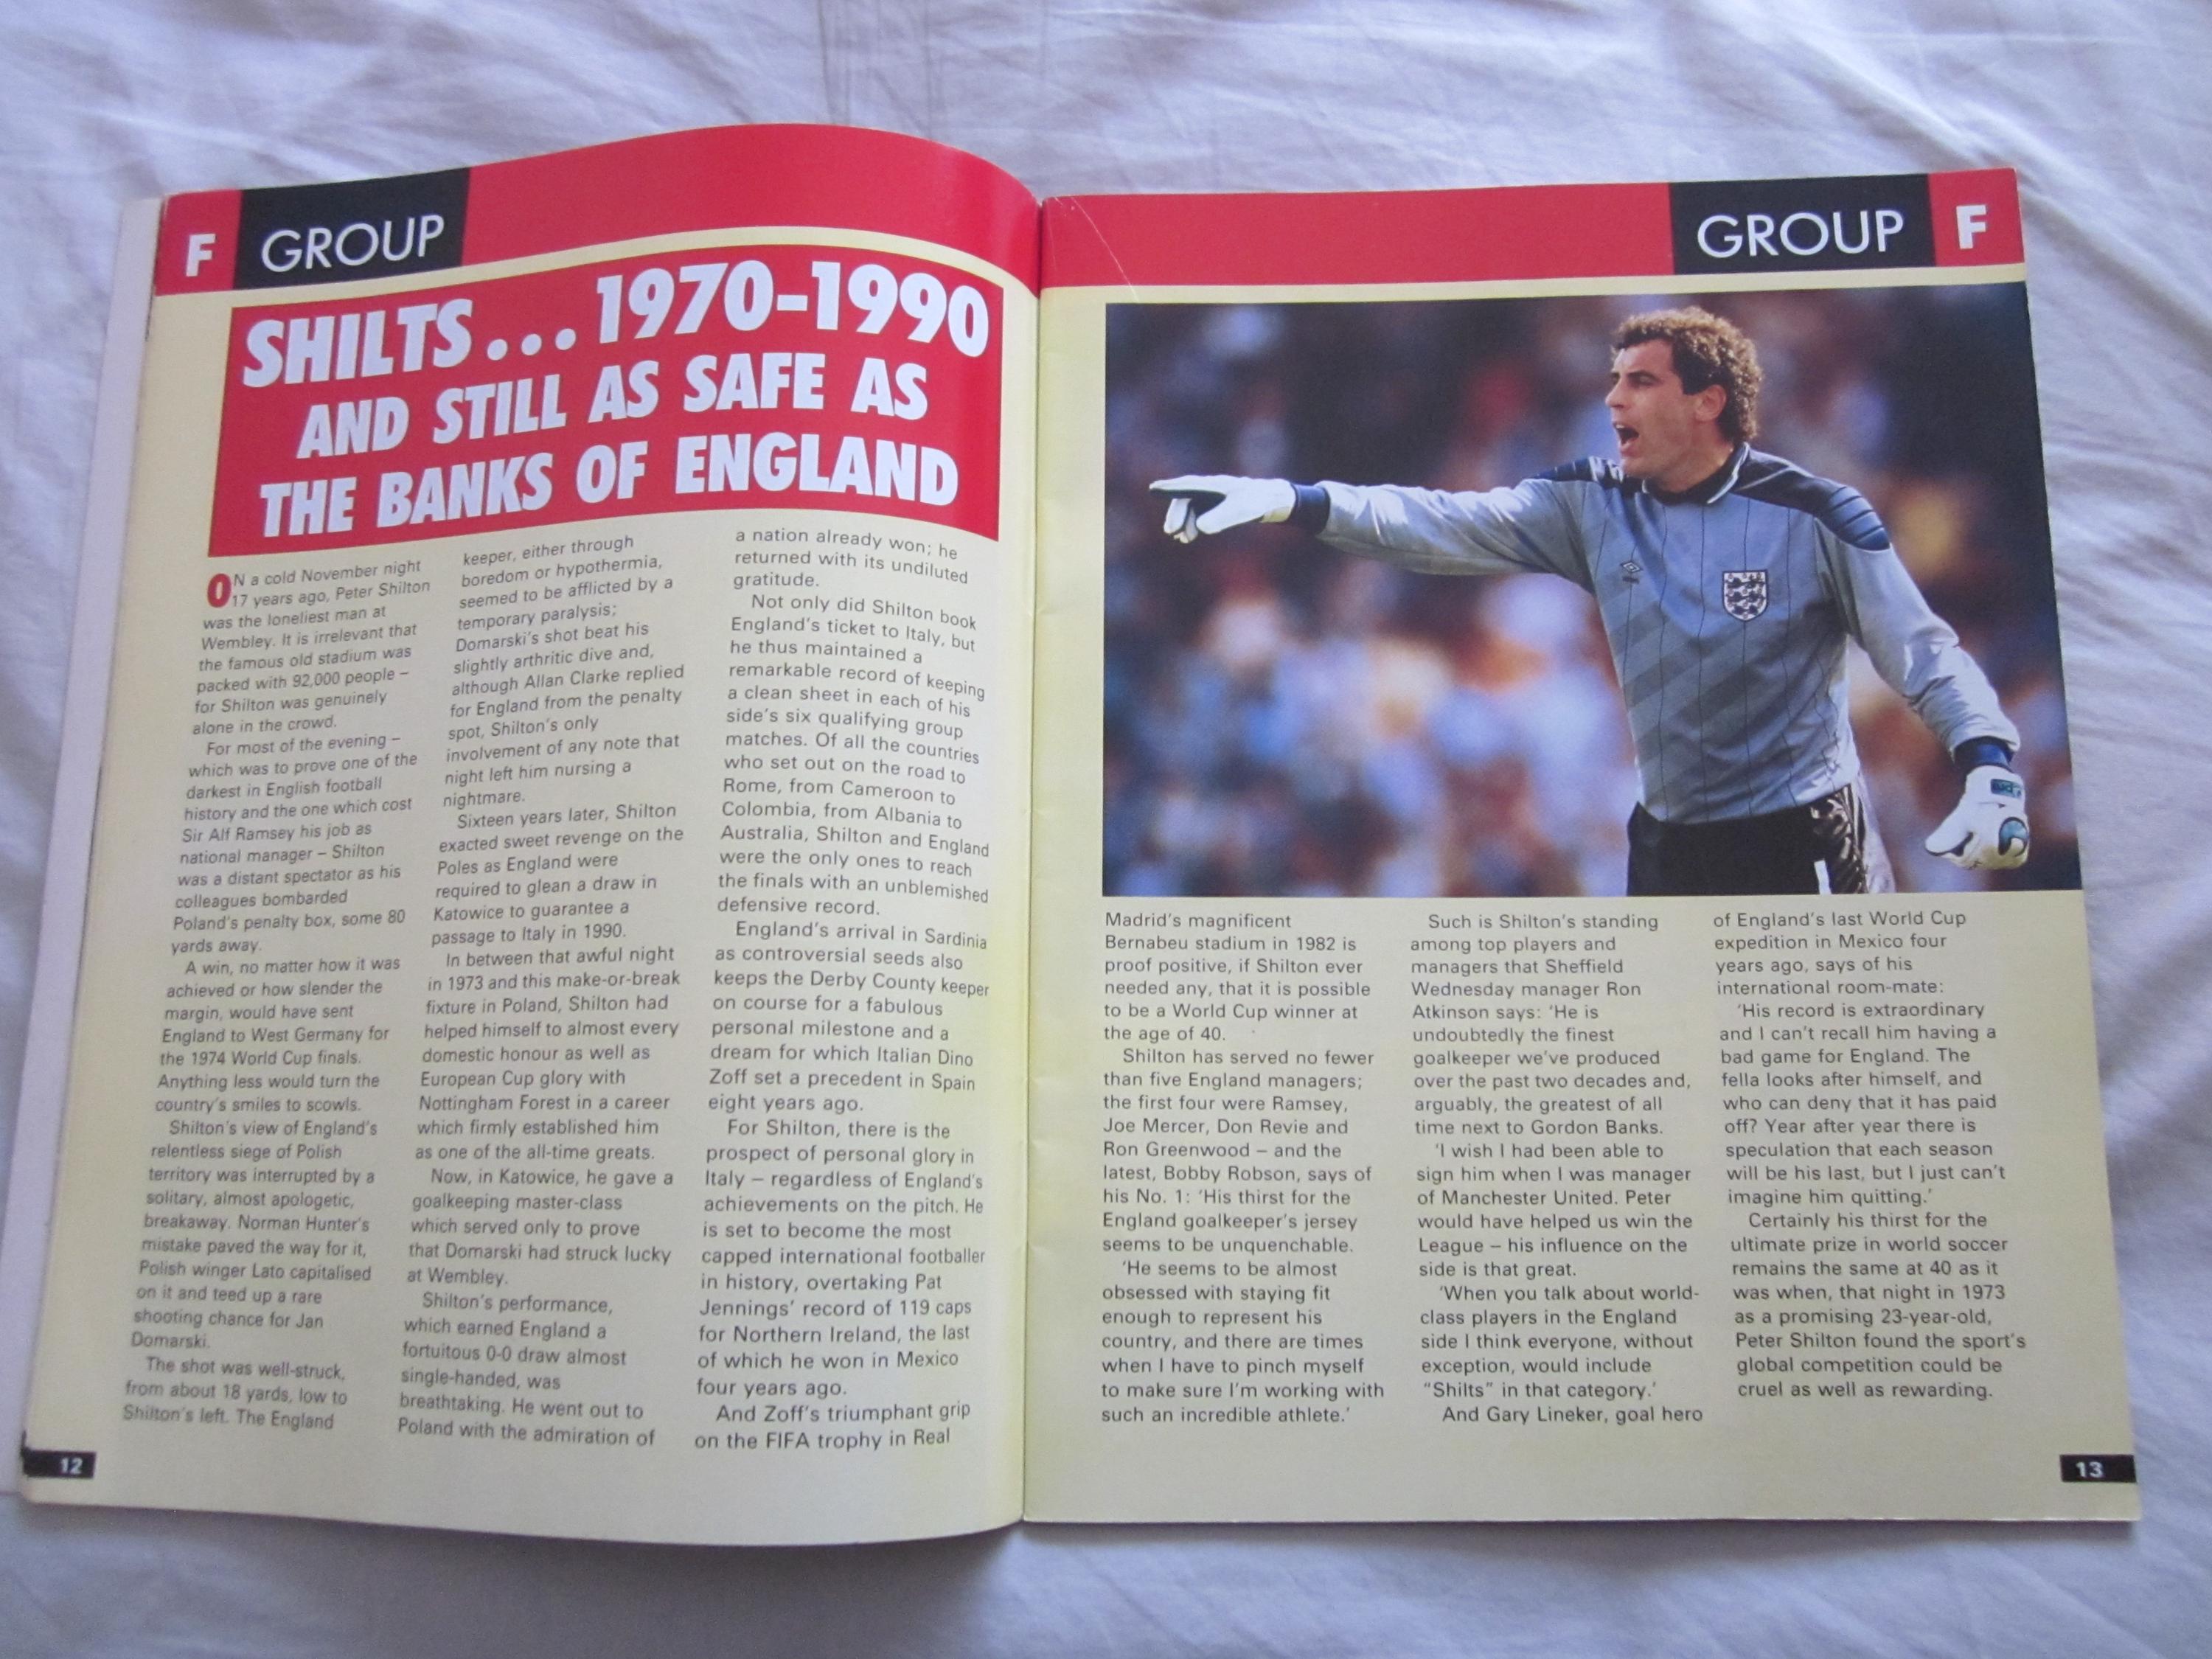 F GROUP
SHILTS... 1970-1990
AND STILL AS SAFE AS
THE BANKS OF ENGLAND
ON a cold November night
17 years ago, Peter Shilton
was the loneliest man at
Wembley. It is irrelevant that
the famous old stadium was
packed with 92,000 people –
for Shilton was genuinely
alone in the crowd.
For most of the evening –
which was to prove one of the
darkest in English football
history and the one which cost
Sir Alf Ramsey his job as
national manager – Shilton
was a distant spectator as his
colleagues bombarded
Poland's penalty box, some 80
yards away.
A win, no matter how it was
achieved or how slender the
margin, would have sent
England to West Germany for
the 1974 World Cup finals.
Anything less would turn the
country's smiles to scowls.
Shilton's view of England's
relentless siege of Polish
territory was interrupted by a
solitary, almost apologetic,
breakaway. Norman Hunter's
mistake paved the way for it,
Polish winger Lato capitalised
on it and teed up a rare
shooting chance for Jan
Domarski.
The shot was well-struck,
from about 18 yards, low to
Shilton's left. The England
keeper, either through
boredom or hypothermia,
seemed to be afflicted by a
temporary paralysis;
Domarski's shot beat his
slightly arthritic dive and,
although Allan Clarke replied
for England from the penalty
spot, Shilton's only
involvement of any note that
night left him nursing a
nightmare.
Sixteen years later, Shilton
exacted sweet revenge on the
Poles as England were
required to glean a draw in
Katowice to guarantee a
passage to Italy in 1990.
In between that awful night
in 1973 and this make-or-break
fixture in Poland, Shilton had
helped himself to almost every
domestic honour as well as
European Cup glory with
Nottingham Forest in a career
which firmly established him
as one of the all-time greats.
Now, in Katowice, he gave a
goalkeeping master-class
which served only to prove
that Domarski had struck lucky
at Wembley.
Shilton's performance,
which earned England a
fortuitous 0-0 draw almost
single-handed, was
breathtaking. He went out to
Poland with the admiration of
a nation already won; he
returned with its undiluted
gratitude.
Not only did Shilton book
England's ticket to Italy, but
he thus maintained a
remarkable record of keeping
a clean sheet in each of his
side's six qualifying group
matches. Of all the countries
who set out on the road to
Rome, from Cameroon to
Colombia, from Albania to
Australia, Shilton and England
were the only ones to reach
the finals with an unblemished
defensive record.
England's arrival in Sardinia
as controversial seeds also
keeps the Derby County keeper
on course for a fabulous
personal milestone and a
dream for which Italian Dino
Zoff set a precedent in Spain
eight years ago.
For Shilton, there is the
prospect of personal glory in
Italy – regardless of England's
achievements on the pitch. He
is set to become the most
capped international footballer
in history, overtaking Pat
Jennings' record of 119 caps
for Northern Ireland, the last
of which he won in Mexico
four years ago.
And Zoff's triumphant grip
on the FIFA trophy in Real
12
GROUP F
Madrid's magnificent
Bernabeu stadium in 1982 is
proof positive, if Shilton ever
needed any, that it is possible
to be a World Cup winner at
the age of 40.
Shilton has served no fewer
than five England managers;
the first four were Ramsey,
Joe Mercer, Don Revie and
Ron Greenwood – and the
latest, Bobby Robson, says of
his No. 1: 'His thirst for the
England goalkeeper's jersey
seems to be unquenchable.
'He seems to be almost
obsessed with staying fit
enough to represent his
country, and there are times
when I have to pinch myself
to make sure I'm working with
such an incredible athlete.'
Such is Shilton's standing
among top players and
managers that Sheffield
Wednesday manager Ron
Atkinson says: 'He is
undoubtedly the finest
goalkeeper we've produced
over the past two decades and,
arguably, the greatest of all
time next to Gordon Banks.
'I wish I had been able to
sign him when I was manager
of Manchester United. Peter
would have helped us win the
League – his influence on the
side is that great.
'When you talk about world-
class players in the England
side I think everyone, without
exception, would include
"Shilts" in that category.'
And Gary Lineker, goal hero
of England's last World Cup
expedition in Mexico four
years ago, says of his
international room-mate:
'His record is extraordinary
and I can't recall him having a
bad game for England. The
fella looks after himself, and
who can deny that it has paid
off? Year after year there is
speculation that each season
will be his last, but I just can't
imagine him quitting.'
Certainly his thirst for the
ultimate prize in world soccer
remains the same at 40 as it
was when, that night in 1973
as a promising 23-year-old,
Peter Shilton found the sport's
global competition could be
cruel as well as rewarding.
13